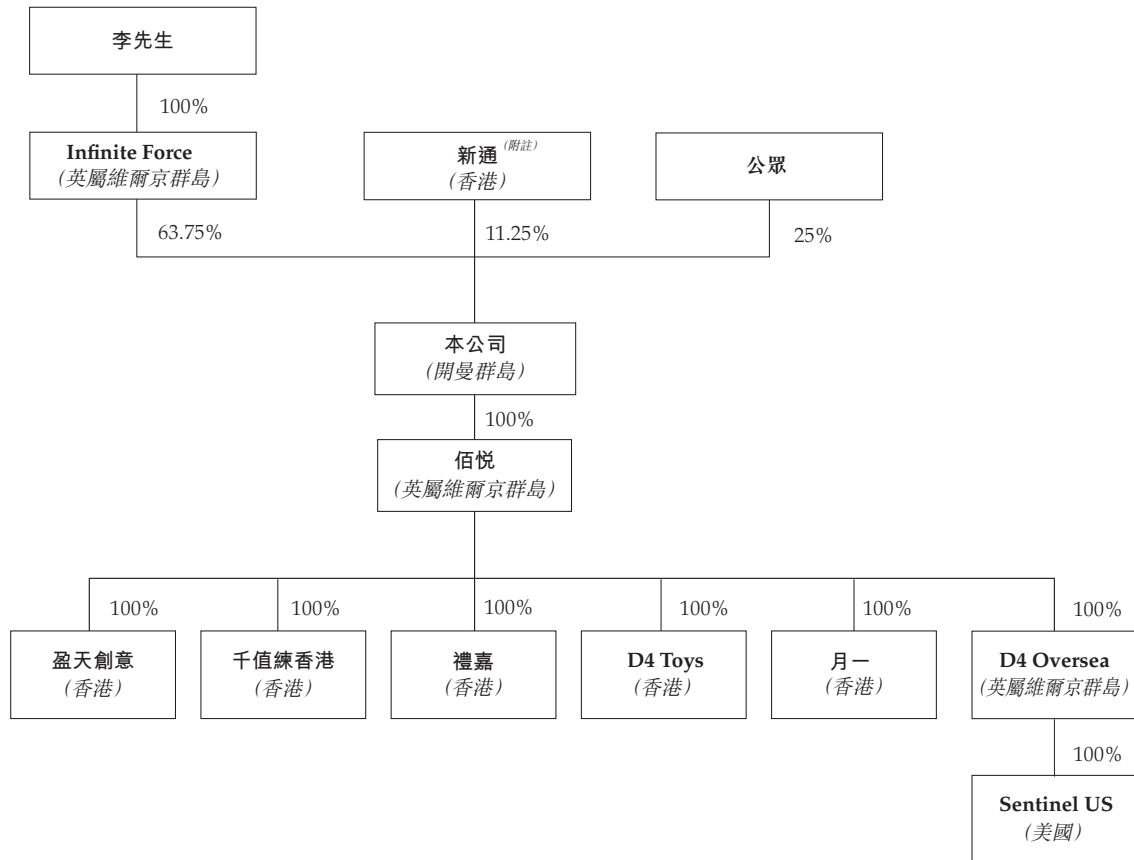 李先生
100%
Infinite Force
(英屬維爾京群島)
新通(附註)
(香港)
公眾
63.75%
11.25%
25%
本公司
(開曼群島)
100%
佰悦
(英屬維爾京群島)
100%
100%
100%
100%
100%
100%
盈天創意
(香港)
千值練香港
(香港)
禮嘉
(香港)
D4 Toys
(香港)
月一
(香港)
D4 Oversea
(英屬維爾京群島)
100%
Sentinel US
(美國)